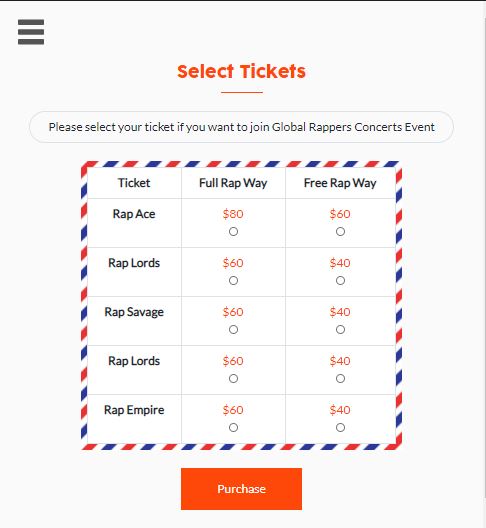 Select Tickets
Please select your ticket if you want to join Global Rappers Concerts Event
Ticket Full Rap Way Free Rap Way
Rap Ace $80 $60
Rap Lords $60 $40
Rap Savage $60 $40
Rap Lords $60 $40
Rap Empire $60 $40
Purchase